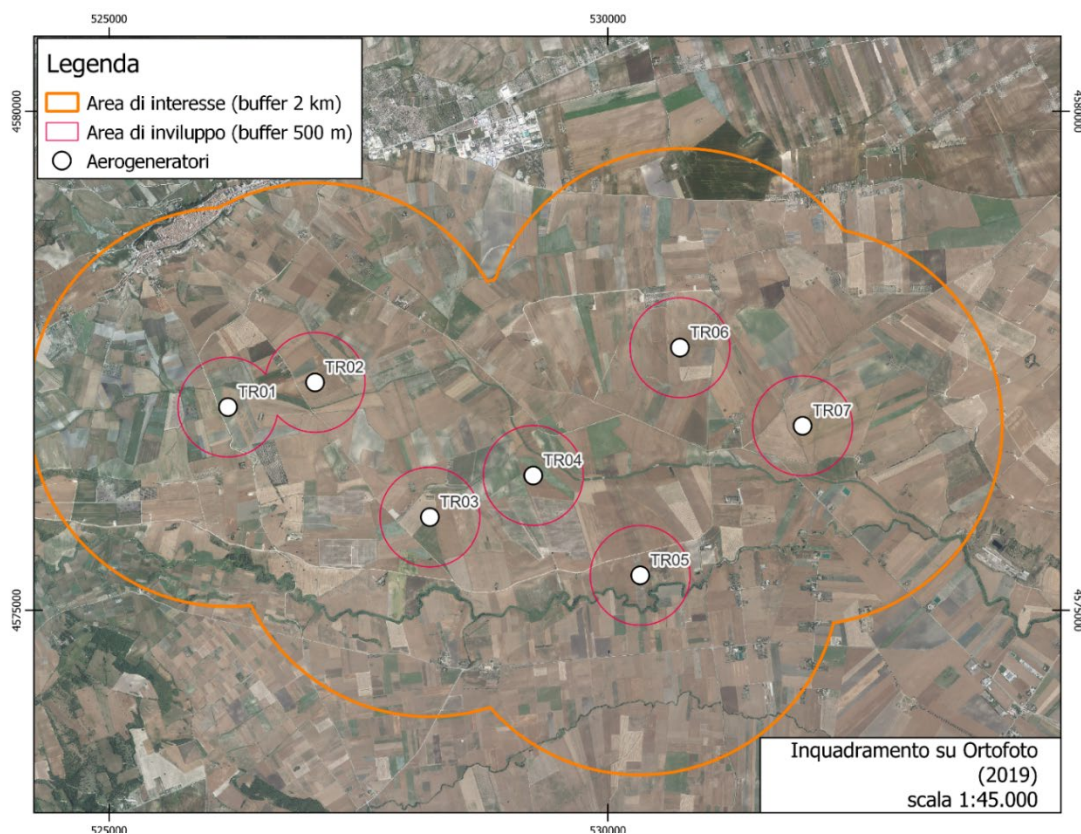 525000
530000
Legenda
Area di interesse (buffer 2 km)
Area di inviluppo (buffer 500 m)
Aerogeneratori
4580000
4580000
TR06
TR02
TR01
TR07
TR04
TR03
TR05
4575000
4575000
Inquadramento su Ortofoto
(2019)
scala 1:45.000
525000
530000